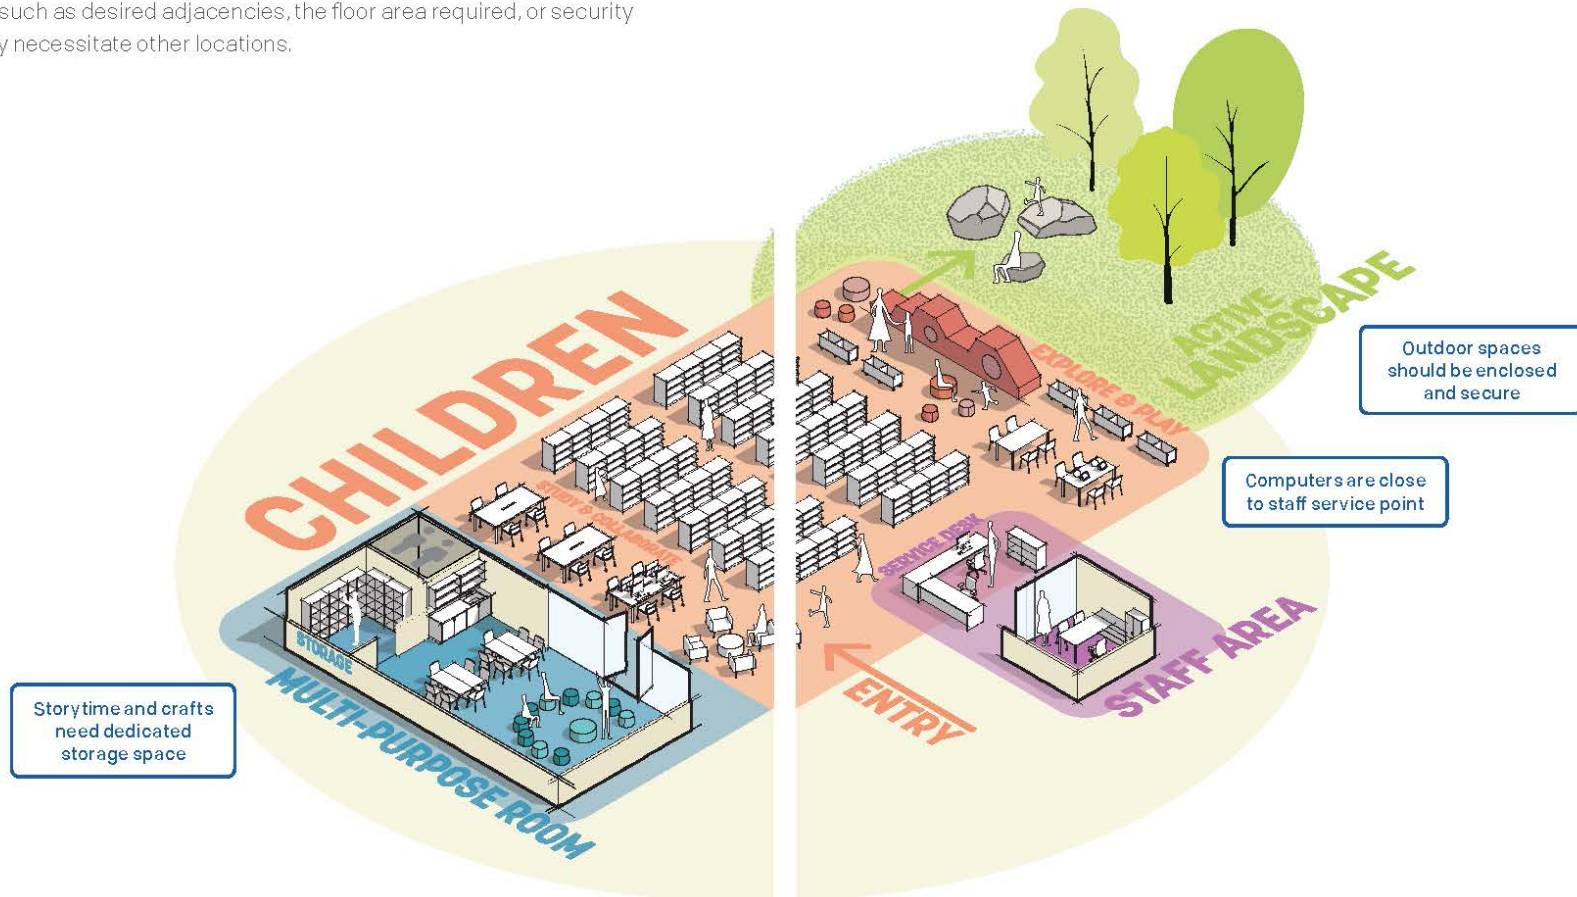 such as desired adjacencies, the floor area required, or security
y necessitate other locations.
ACTIVE
LANDSCAPE
Outdoor spaces
should be enclosed
and secure
EXPLORE & PLAY
CHILDREN
Computers are close
to staff service point
STUDY & COLLABORATE
SERVICE DESK
STAFF AREA
STORAGE
MULTI-PURPOSE ROOM
ENTRY
Storytime and crafts
need dedicated
storage space